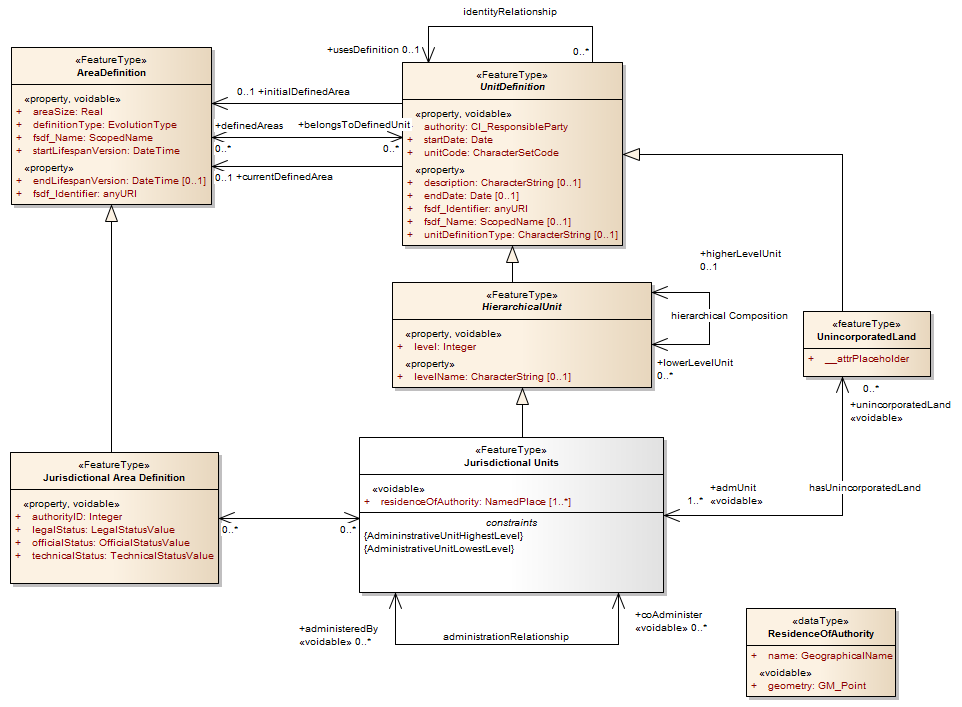 identityRelationship
+usesDefinition 0..1
0..*
«FeatureType»
AreaDefinition
«property, voidable»
+ areaSize: Real
+ definitionType: EvolutionType
+ fsdf_Name: ScopedName
+ startLifespanVersion: DateTime
«property»
+ endLifespanVersion: DateTime [0..1]
+ fsdf_Identifier: anyURI
0..1 +initialDefinedArea
+definedAreas
+belongsToDefinedUnit
0..*
0..*
0..1 +currentDefinedArea
«FeatureType»
UnitDefinition
«property, voidable»
+ authority: CI_ResponsibleParty
+ startDate: Date
+ unitCode: CharacterSetCode
«property»
+ description: CharacterString [0..1]
+ endDate: Date [0..1]
+ fsdf_Identifier: anyURI
+ fsdf_Name: ScopedName [0..1]
+ unitDefinitionType: CharacterString [0..1]
«FeatureType»
HierarchicalUnit
«property, voidable»
+ level: Integer
«property»
+ levelName: CharacterString [0..1]
+higherLevelUnit
0..1
hierarchical Composition
+lowerLevelUnit
0..*
«featureType»
UnincorporatedLand
+ __attrPlaceholder
0..*
+unincorporatedLand
«voidable»
hasUnincorporatedLand
+admUnit
1..* «voidable»
«FeatureType»
Jurisdictional Area Definition
«property, voidable»
+ authorityID: Integer
+ legalStatus: LegalStatusValue
+ officialStatus: OfficialStatusValue
+ technicalStatus: TechnicalStatusValue
0..*
0..*
«FeatureType»
Jurisdictional Units
«voidable»
+ residenceOfAuthority: NamedPlace [1..*]
constraints
{AdmininstrativeUnitHighestLevel}
{AdmininstrativeUnitLowestLevel}
+administeredBy
«voidable» 0..*
administrationRelationship
+coAdminister
«voidable» 0..*
«dataType»
ResidenceOfAuthority
+ name: GeographicalName
«voidable»
+ geometry: GM_Point